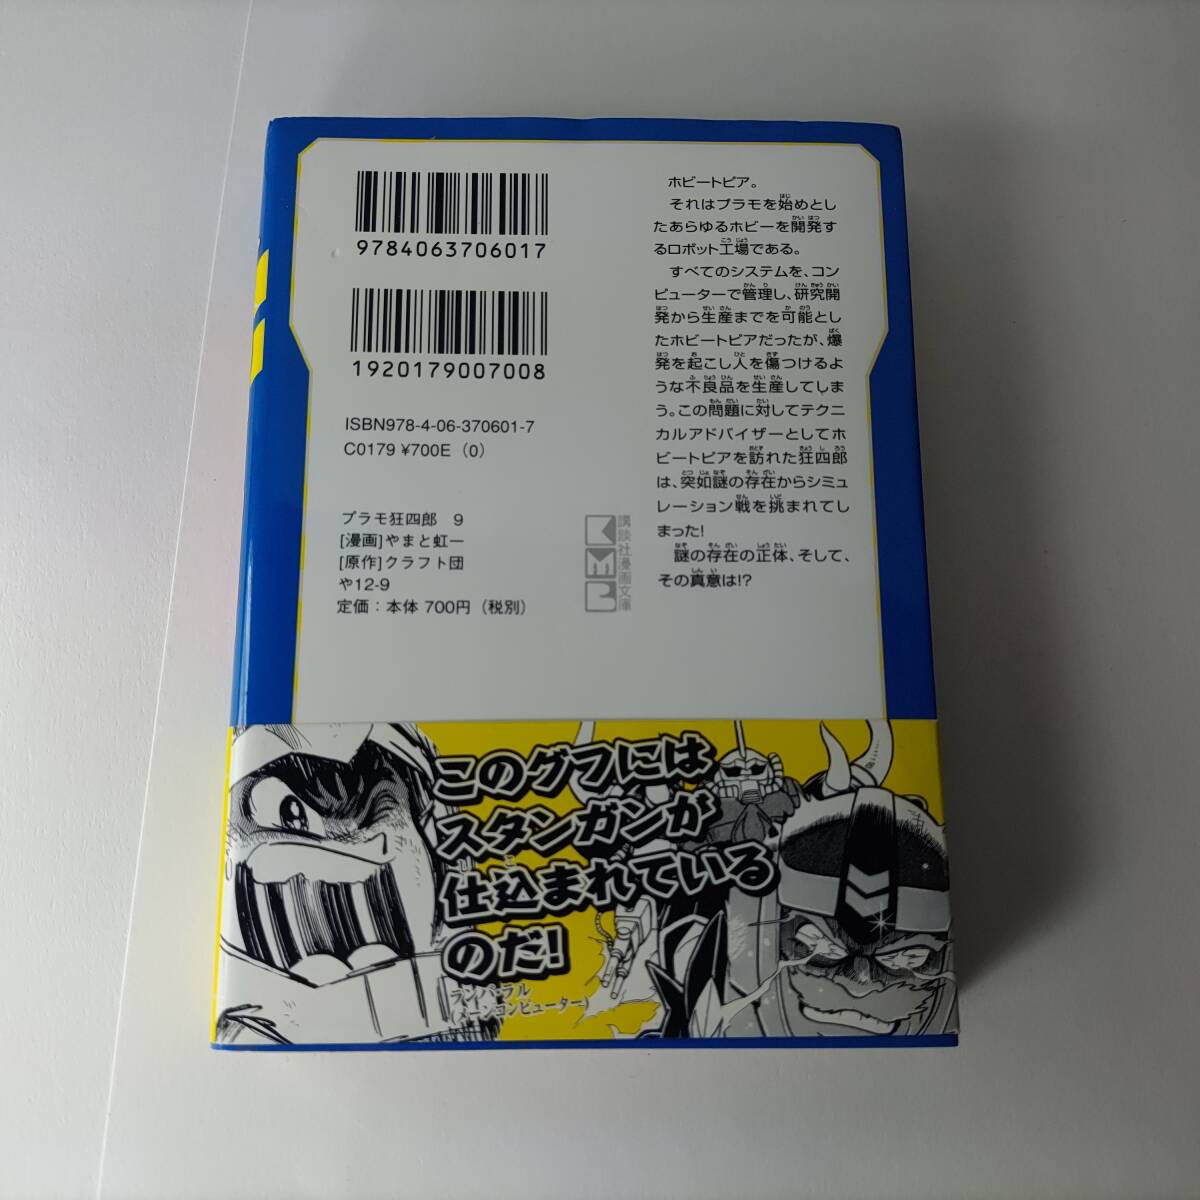 9784063706017
1920179007008
ISBN978-4-06-370601-7
C0179 ¥700E (0)
プラモ狂四郎 9
[漫画]やまと虹一
[原作]クラフト団
や12-9
定価：本体 700円（税別）
講談社漫画文庫
KMB
ホビートピア。
それはプラモを始めとし
たあらゆるホビーを開発す
るロボット工場である。
すべてのシステムを、コン
ピューターで管理し、研究開
発から生産までを可能とし
たホビートピアだったが、爆
発を起こし人を傷つけるよ
うな不良品を生産してしま
う。この問題に対してテクニ
カルアドバイザーとしてホ
ビートピアを訪れた狂四郎
は、突如謎の存在からシミュ
レーション戦を挑まれてし
まった!
謎の存在の正体、そして、
その真意は!?
このグフには
スタンガンが
仕込まれている
のだ!
ランバ・ラル
(メーンコンピューター)